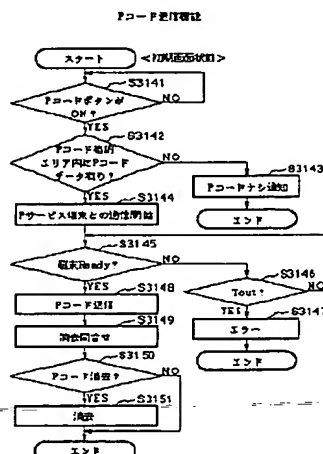 Pコード送信機能
スタート <初期画面状態>
S3141
Pコードボタンが
ON?
NO
YES
S3142
Pコード格納
エリア内にPコード
データ有り?
NO
YES
S3143
Pコードナシ通知
エンド
S3144
Pサービス端末との通信開始
S3145
端末Ready?
NO
YES
S3146
Tout?
NO
YES
S3147
エラー
エンド
S3148
Pコード送信
S3149
消去問合せ
S3150
Pコード消去?
NO
YES
S3151
消去
エンド